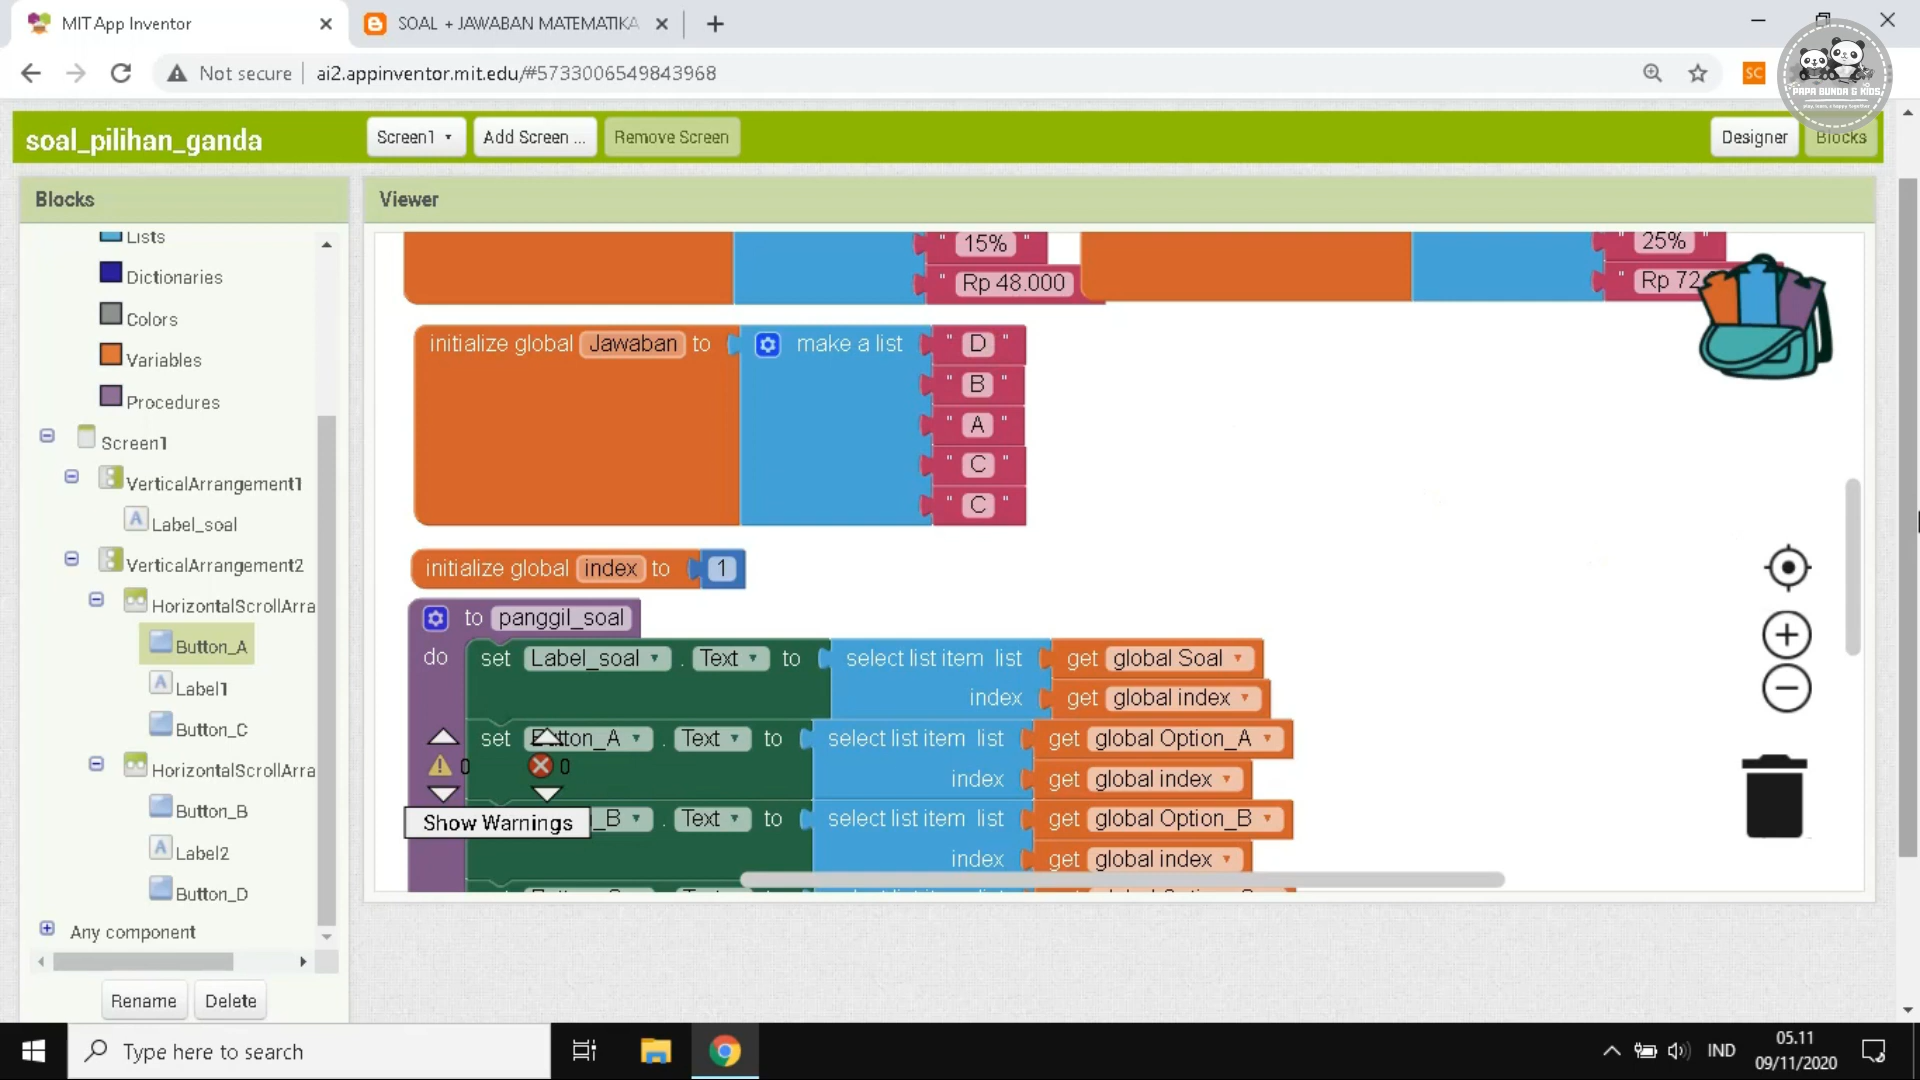 MIT App Inventor
SOAL + JAWABAN MATEMATIKA
Not secure
ai2.appinventor.mit.edu/#5733006549843968
SC
PAPA BUNDA & KIDS
soal_pilihan_ganda
Screen1
Add Screen ...
Remove Screen
Designer
Blocks
Blocks
Viewer
Lists
Dictionaries
Colors
Variables
Procedures
Screen1
VerticalArrangement1
Label_soal
VerticalArrangement2
HorizontalScrollArra
Button_A
Label1
Button_C
HorizontalScrollArra
Button_B
Label2
Button_D
Any component
Rename
Delete
" 15% "
" Rp 48.000
" 25% "
" Rp 72
initialize global Jawaban to make a list " D "
" B "
" A "
" C "
" C "
initialize global index to 1
to panggil_soal
do set Label_soal . Text to select list item list get global Soal
index get global index
set Button_A . Text to select list item list get global Option_A
index get global index
_B . Text to select list item list get global Option_B
index get global index
0
0
Show Warnings
Type here to search
IND
05.11
09/11/2020